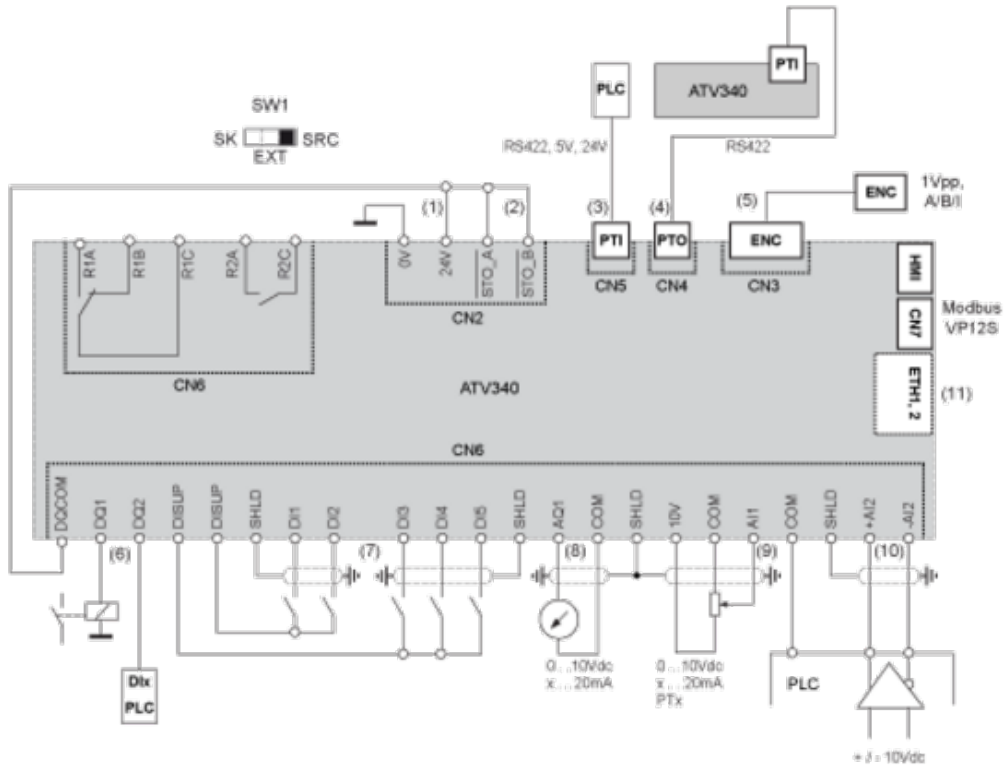 PTI
PLC
ATV340
SW1
SK SRC
EXT
RS422, 5V, 24V
RS422
ENC
1Vpp,
A/B/I
(1)
(2)
(3)
(4)
(5)
PTI
PTO
ENC
R1A
R1B
R1C
R2A
R2C
0V
24V
STO_A
STO_B
CN5
CN4
CN3
HMI
CN2
CN7
Modbus
VP12S
CN6
ATV340
ETH1, 2
(11)
CN6
DQCOM
DQ1
DQ2
DISUP
DISUP
SHLD
DI1
DI2
DI3
DI4
DI5
SHLD
AQ1
COM
SHLD
10V
COM
AI1
COM
SHLD
+AI2
-AI2
(6)
(7)
(8)
(9)
(10)
0...10Vdc
x...20mA
0...10Vdc
x...20mA
PTx
PLC
DIx
PLC
+ / - 10Vdc